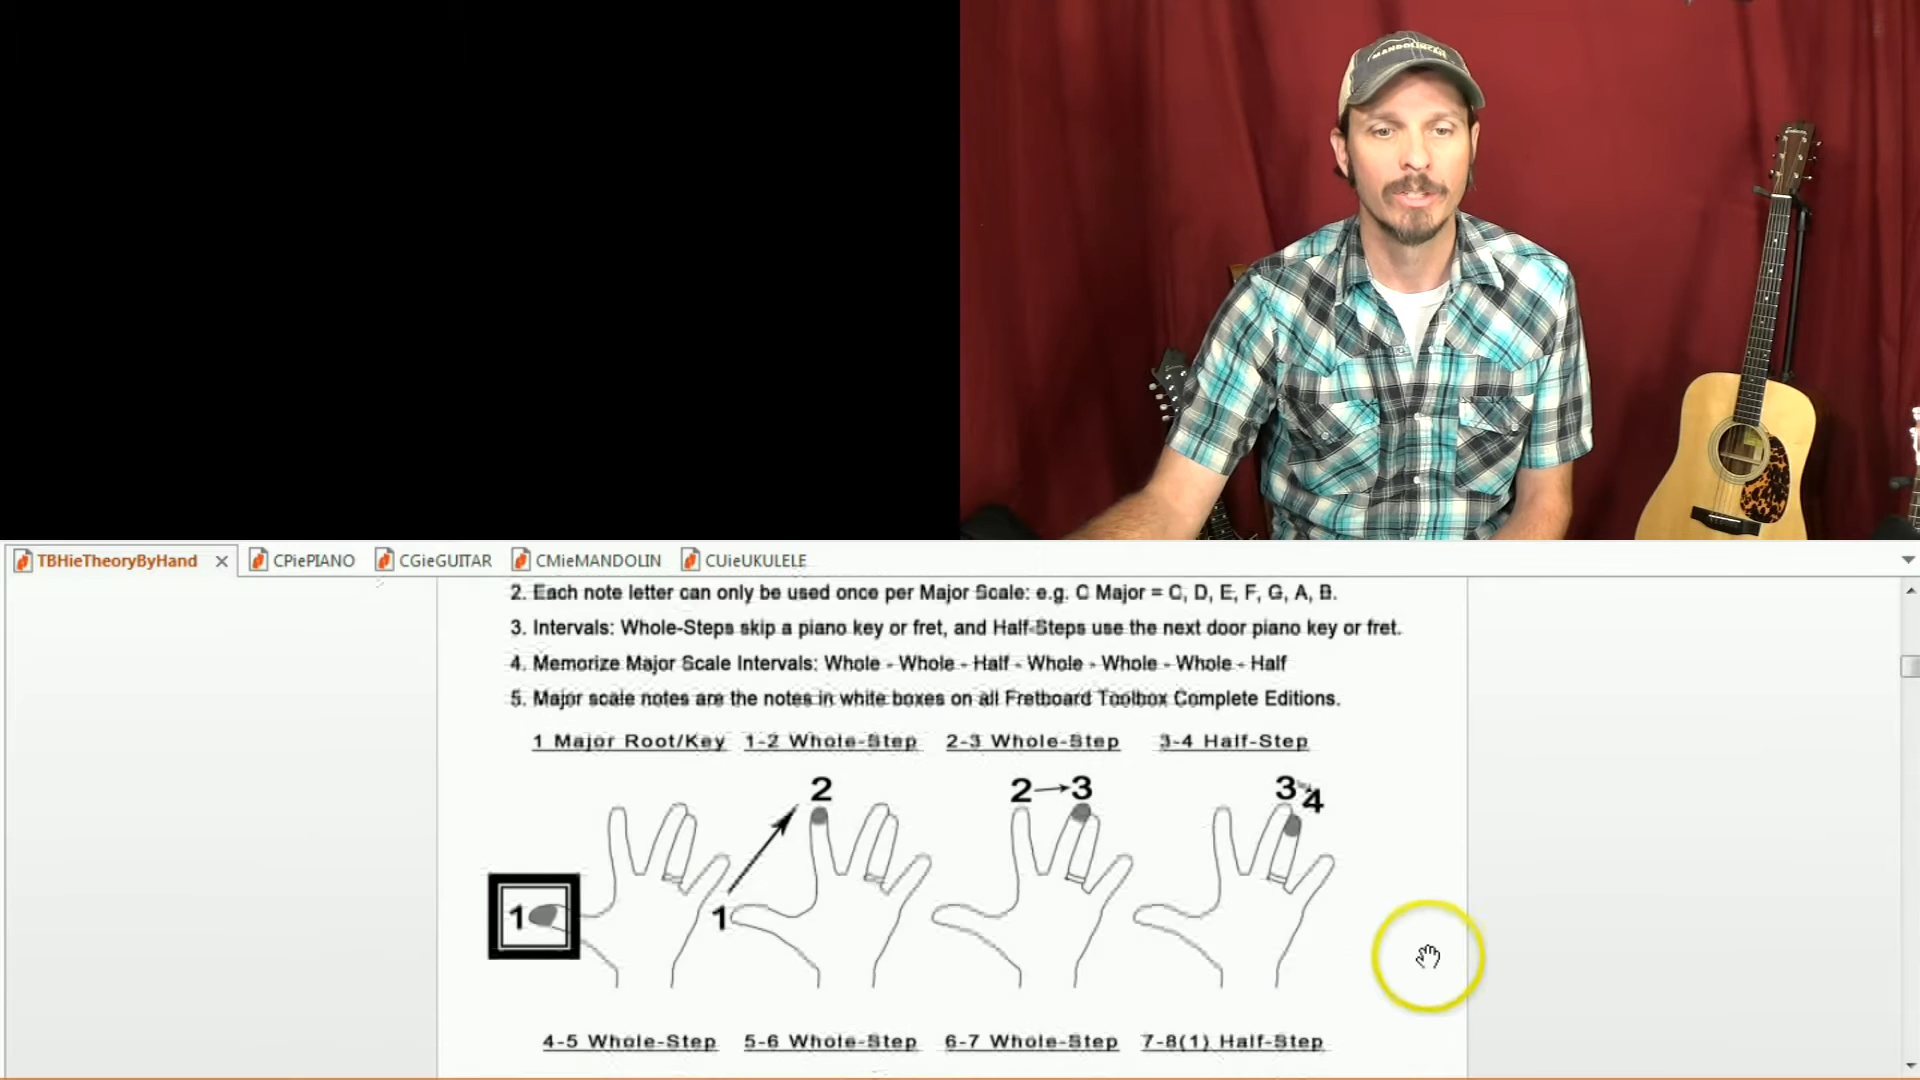 MANDOLINCAFE
TBHieTheoryByHand
CPiePIANO
CGieGUITAR
CMieMANDOLIN
CUieUKULELE
2. Each note letter can only be used once per Major Scale: e.g. C Major = C, D, E, F, G, A, B.
3. Intervals: Whole-Steps skip a piano key or fret, and Half-Steps use the next door piano key or fret.
4. Memorize Major Scale Intervals: Whole - Whole - Half - Whole - Whole - Whole - Half
5. Major scale notes are the notes in white boxes on all Fretboard Toolbox Complete Editions.
1 Major Root/Key 1-2 Whole-Step 2-3 Whole-Step 3-4 Half-Step
2 2 3 3 4
1 1
4-5 Whole-Step 5-6 Whole-Step 6-7 Whole-Step 7-8(1) Half-Step